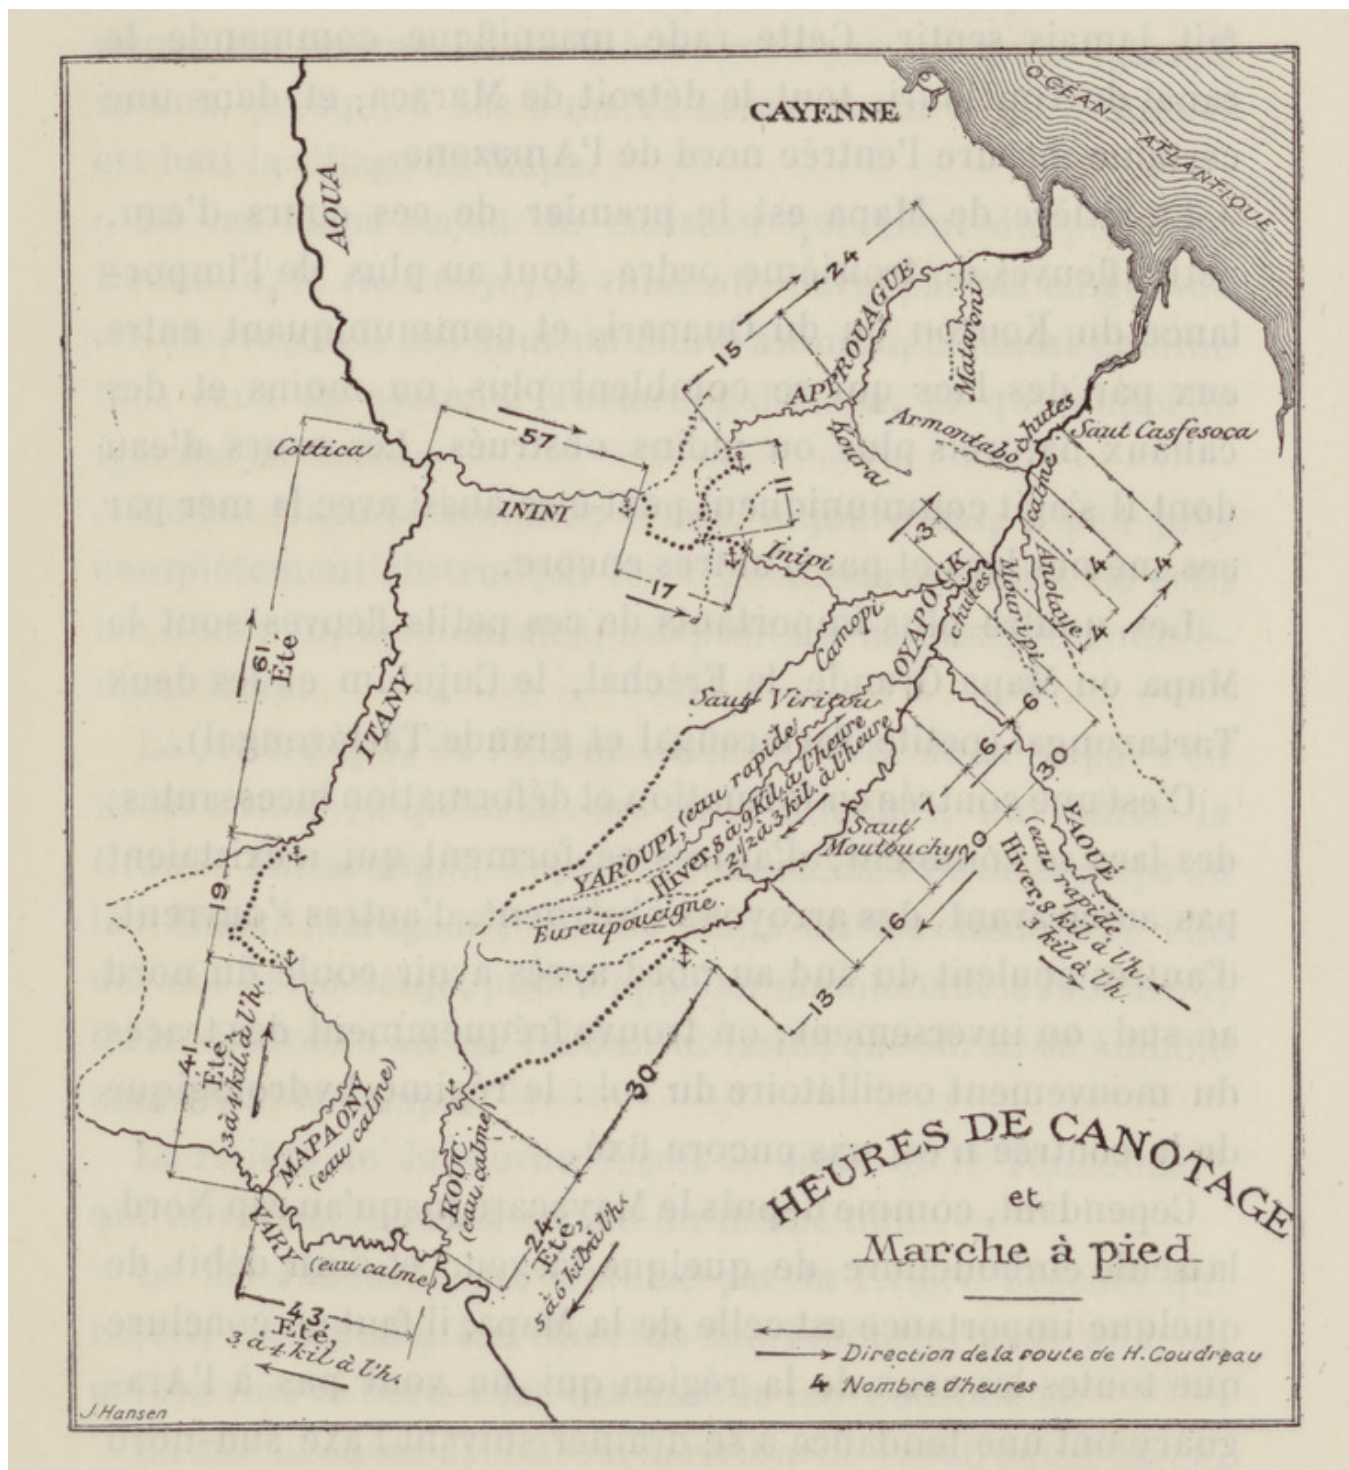 OCÉAN
ATLANTIQUE
CAYENNE
AOUA
24
15
APPROUAGUE
Mataroni
Cottica
57
Armontabo
chutes
Saut Casfesoca
Koura
calme
11
ININI
3
Inipi
4
4
17
Anotaye
4
OYAPOCK
chutes
Mouripi
Camopi
61
Été
ITANY
Saut Viritou
6
6
30
YAROUPI, (eau rapide)
Hiver, 8 à 9 kil. à l'heure
2½ à 3 kil. à l'heure
7
Saut
Moutouchy
10
YAOUÉ
(eau rapide
Hiver, 8 kil à l'h.
3 kil à l'h.
19
Eureupoucigne
16
13
41
Été
3 à 4 kil. à l'h.
30
MAPAONY
(eau calme)
KOUC
(eau calme
24
Été,
5 à 6 kil à l'h.
YARY
(eau calme)
43
Été,
3 à 4 kil à l'h.
HEURES DE CANOTAGE
et
Marche à pied
Direction de la route de H. Coudreau
4 Nombre d'heures
J. Hansen